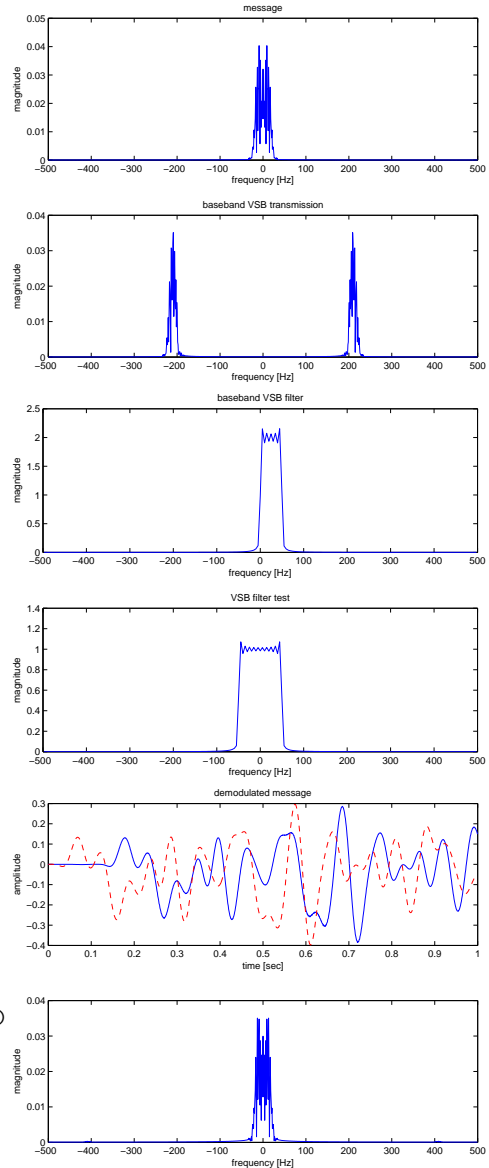 message
0.05
0.04
0.03
0.02
0.01
0
magnitude
−500 −400 −300 −200 −100 0 100 200 300 400 500
frequency [Hz]
baseband VSB transmission
0.04
0.03
0.02
0.01
0
magnitude
−500 −400 −300 −200 −100 0 100 200 300 400 500
frequency [Hz]
baseband VSB filter
2.5
2
1.5
1
0.5
0
magnitude
−500 −400 −300 −200 −100 0 100 200 300 400 500
frequency [Hz]
VSB filter test
1.4
1.2
1
0.8
0.6
0.4
0.2
0
magnitude
−500 −400 −300 −200 −100 0 100 200 300 400 500
frequency [Hz]
demodulated message
0.3
0.2
0.1
0
−0.1
−0.2
−0.3
−0.4
amplitude
0 0.1 0.2 0.3 0.4 0.5 0.6 0.7 0.8 0.9 1
time [sec]
0.04
0.03
0.02
0.01
0
magnitude
−500 −400 −300 −200 −100 0 100 200 300 400 500
frequency [Hz]